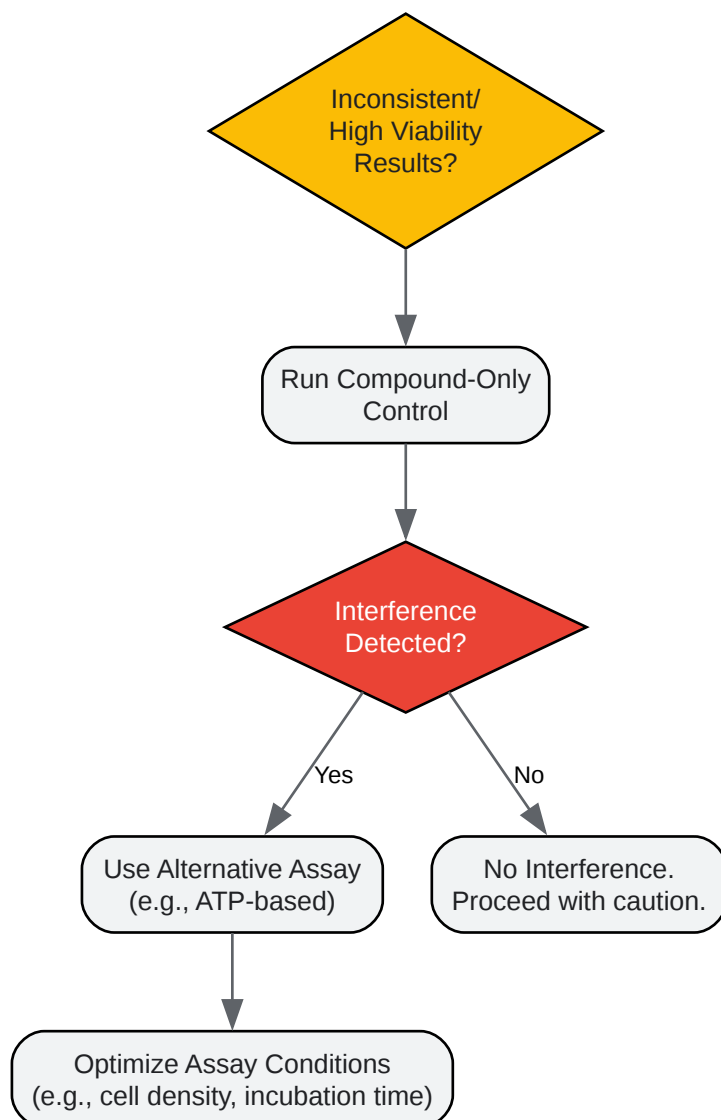 Inconsistent/
High Viability
Results?
Run Compound-Only
Control
Interference
Detected?
Yes
No
Use Alternative Assay
(e.g., ATP-based)
No Interference.
Proceed with caution.
Optimize Assay Conditions
(e.g., cell density, incubation time)